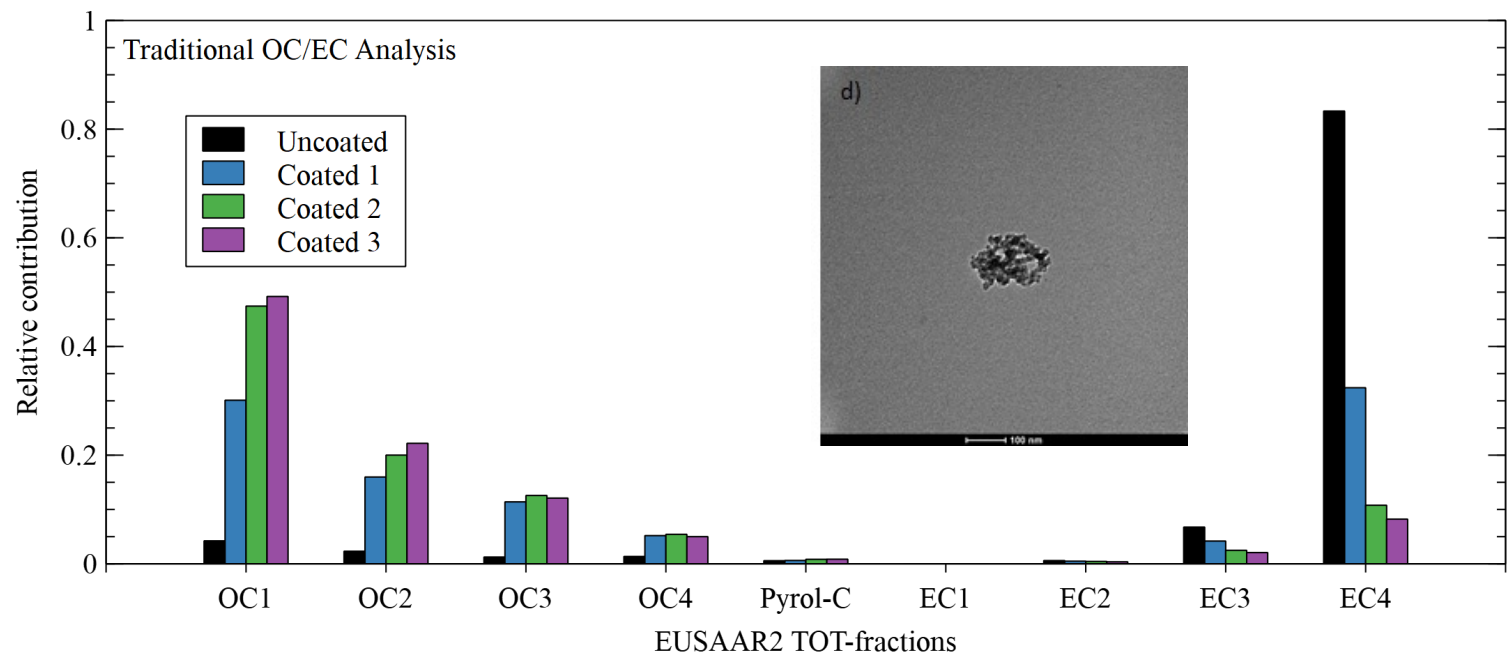 Traditional OC/EC Analysis
Uncoated
Coated 1
Coated 2
Coated 3
d)
100 nm
Relative contribution
1
0.8
0.6
0.4
0.2
0
OC1 OC2 OC3 OC4 Pyrol-C EC1 EC2 EC3 EC4
EUSAAR2 TOT-fractions